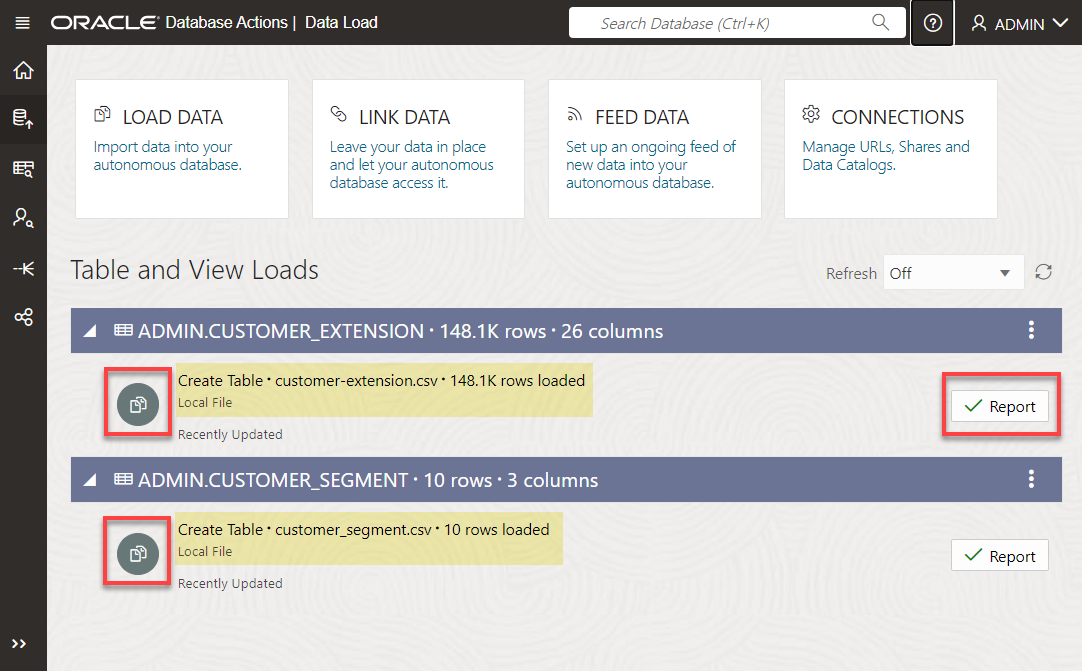 ORACLE® Database Actions | Data Load
Search Database (Ctrl+K)
ADMIN
LOAD DATA
Import data into your
autonomous database.
LINK DATA
Leave your data in place
and let your autonomous
database access it.
FEED DATA
Set up an ongoing feed of
new data into your
autonomous database.
CONNECTIONS
Manage URLs, Shares and
Data Catalogs.
Table and View Loads
Refresh
Off
ADMIN.CUSTOMER_EXTENSION • 148.1K rows • 26 columns
Create Table • customer-extension.csv • 148.1K rows loaded
Local File
Recently Updated
Report
ADMIN.CUSTOMER_SEGMENT • 10 rows • 3 columns
Create Table • customer_segment.csv • 10 rows loaded
Local File
Recently Updated
Report